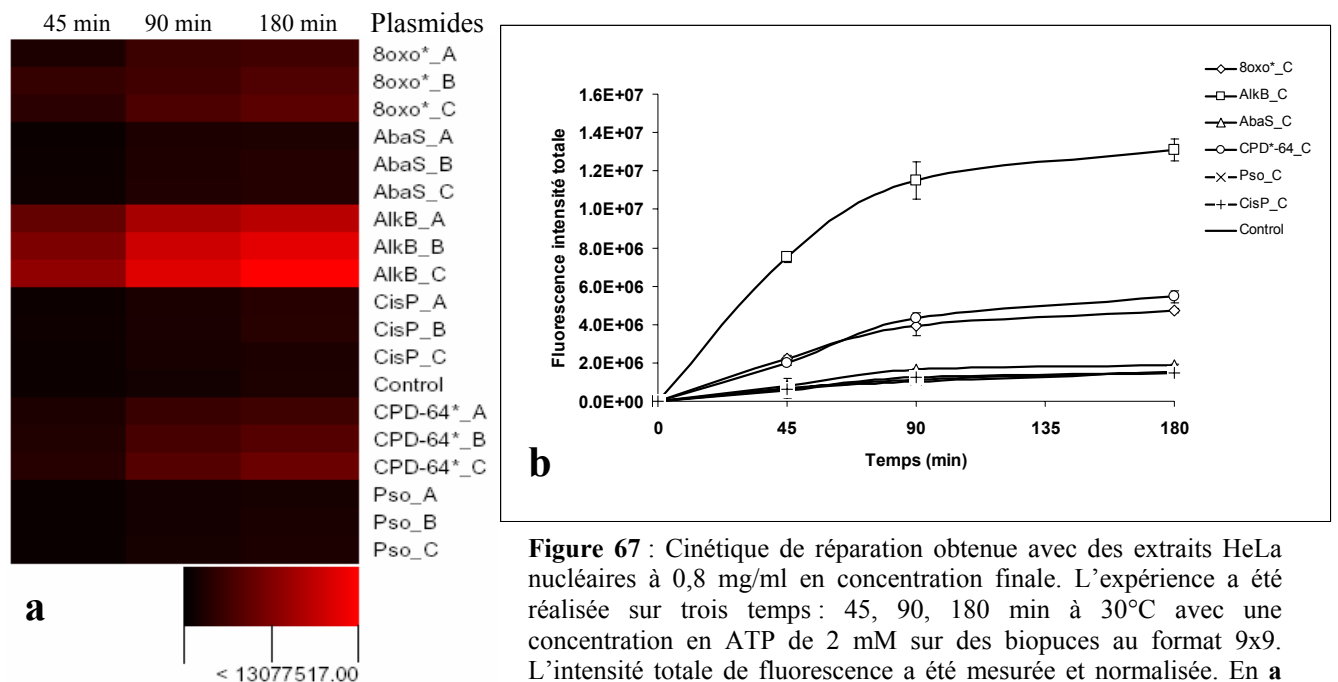 45 min 90 min 180 min Plasmides
8oxo*_A
8oxo*_B
8oxo*_C
AbaS_A
AbaS_B
AbaS_C
AlkB_A
AlkB_B
AlkB_C
CisP_A
CisP_B
CisP_C
Control
CPD-64*_A
CPD-64*_B
CPD-64*_C
Pso_A
Pso_B
Pso_C
a
< 13077517.00
Fluorescence intensité totale
1.6E+07
1.4E+07
1.2E+07
1.0E+07
8.0E+06
6.0E+06
4.0E+06
2.0E+06
0.0E+00
0 45 90 135 180
Temps (min)
b
8oxo*_C
AlkB_C
AbaS_C
CPD*-64_C
Pso_C
CisP_C
Control
Figure 67 : Cinétique de réparation obtenue avec des extraits HeLa
nucléaires à 0,8 mg/ml en concentration finale. L'expérience a été
réalisée sur trois temps : 45, 90, 180 min à 30°C avec une
concentration en ATP de 2 mM sur des biopuces au format 9x9.
L'intensité totale de fluorescence a été mesurée et normalisée. En a